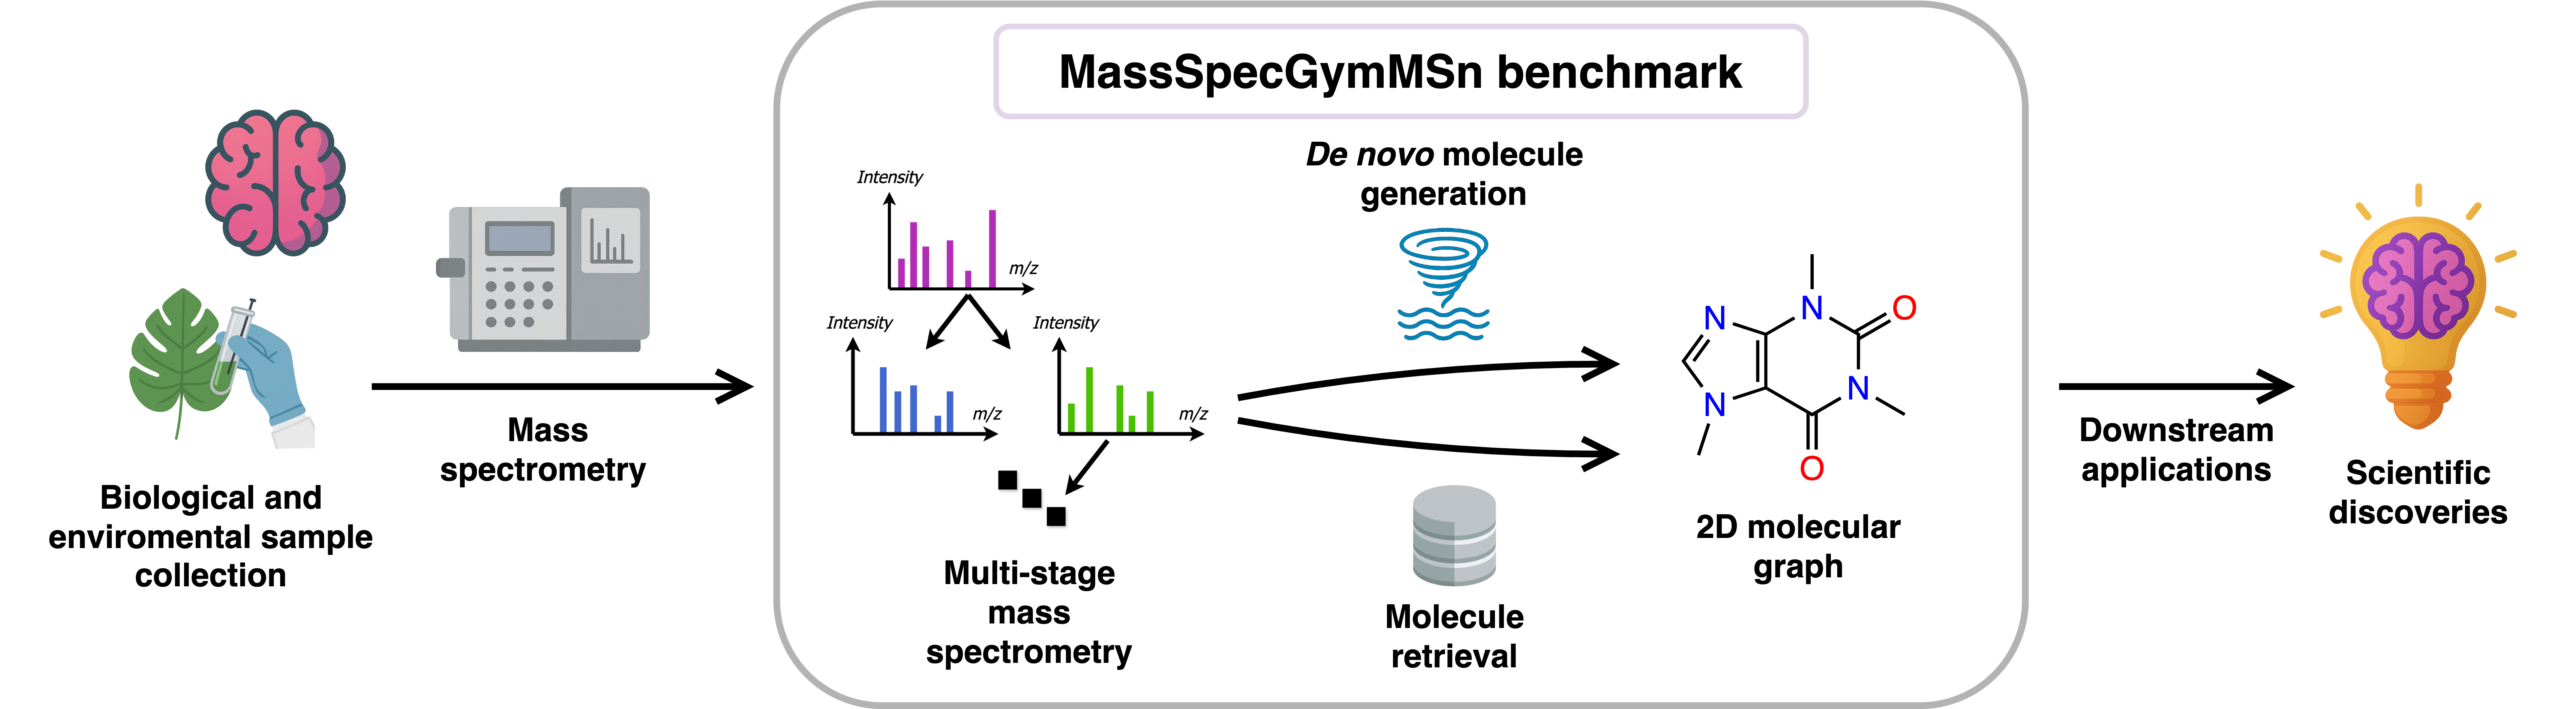 MassSpecGymMSn benchmark
Biological and
enviromental sample
collection
Mass
spectrometry
Intensity
m/z
Intensity
m/z
Intensity
m/z
Multi-stage
mass
spectrometry
De novo molecule
generation
Molecule
retrieval
N
N
N
N
O
O
2D molecular
graph
Downstream
applications
Scientific
discoveries